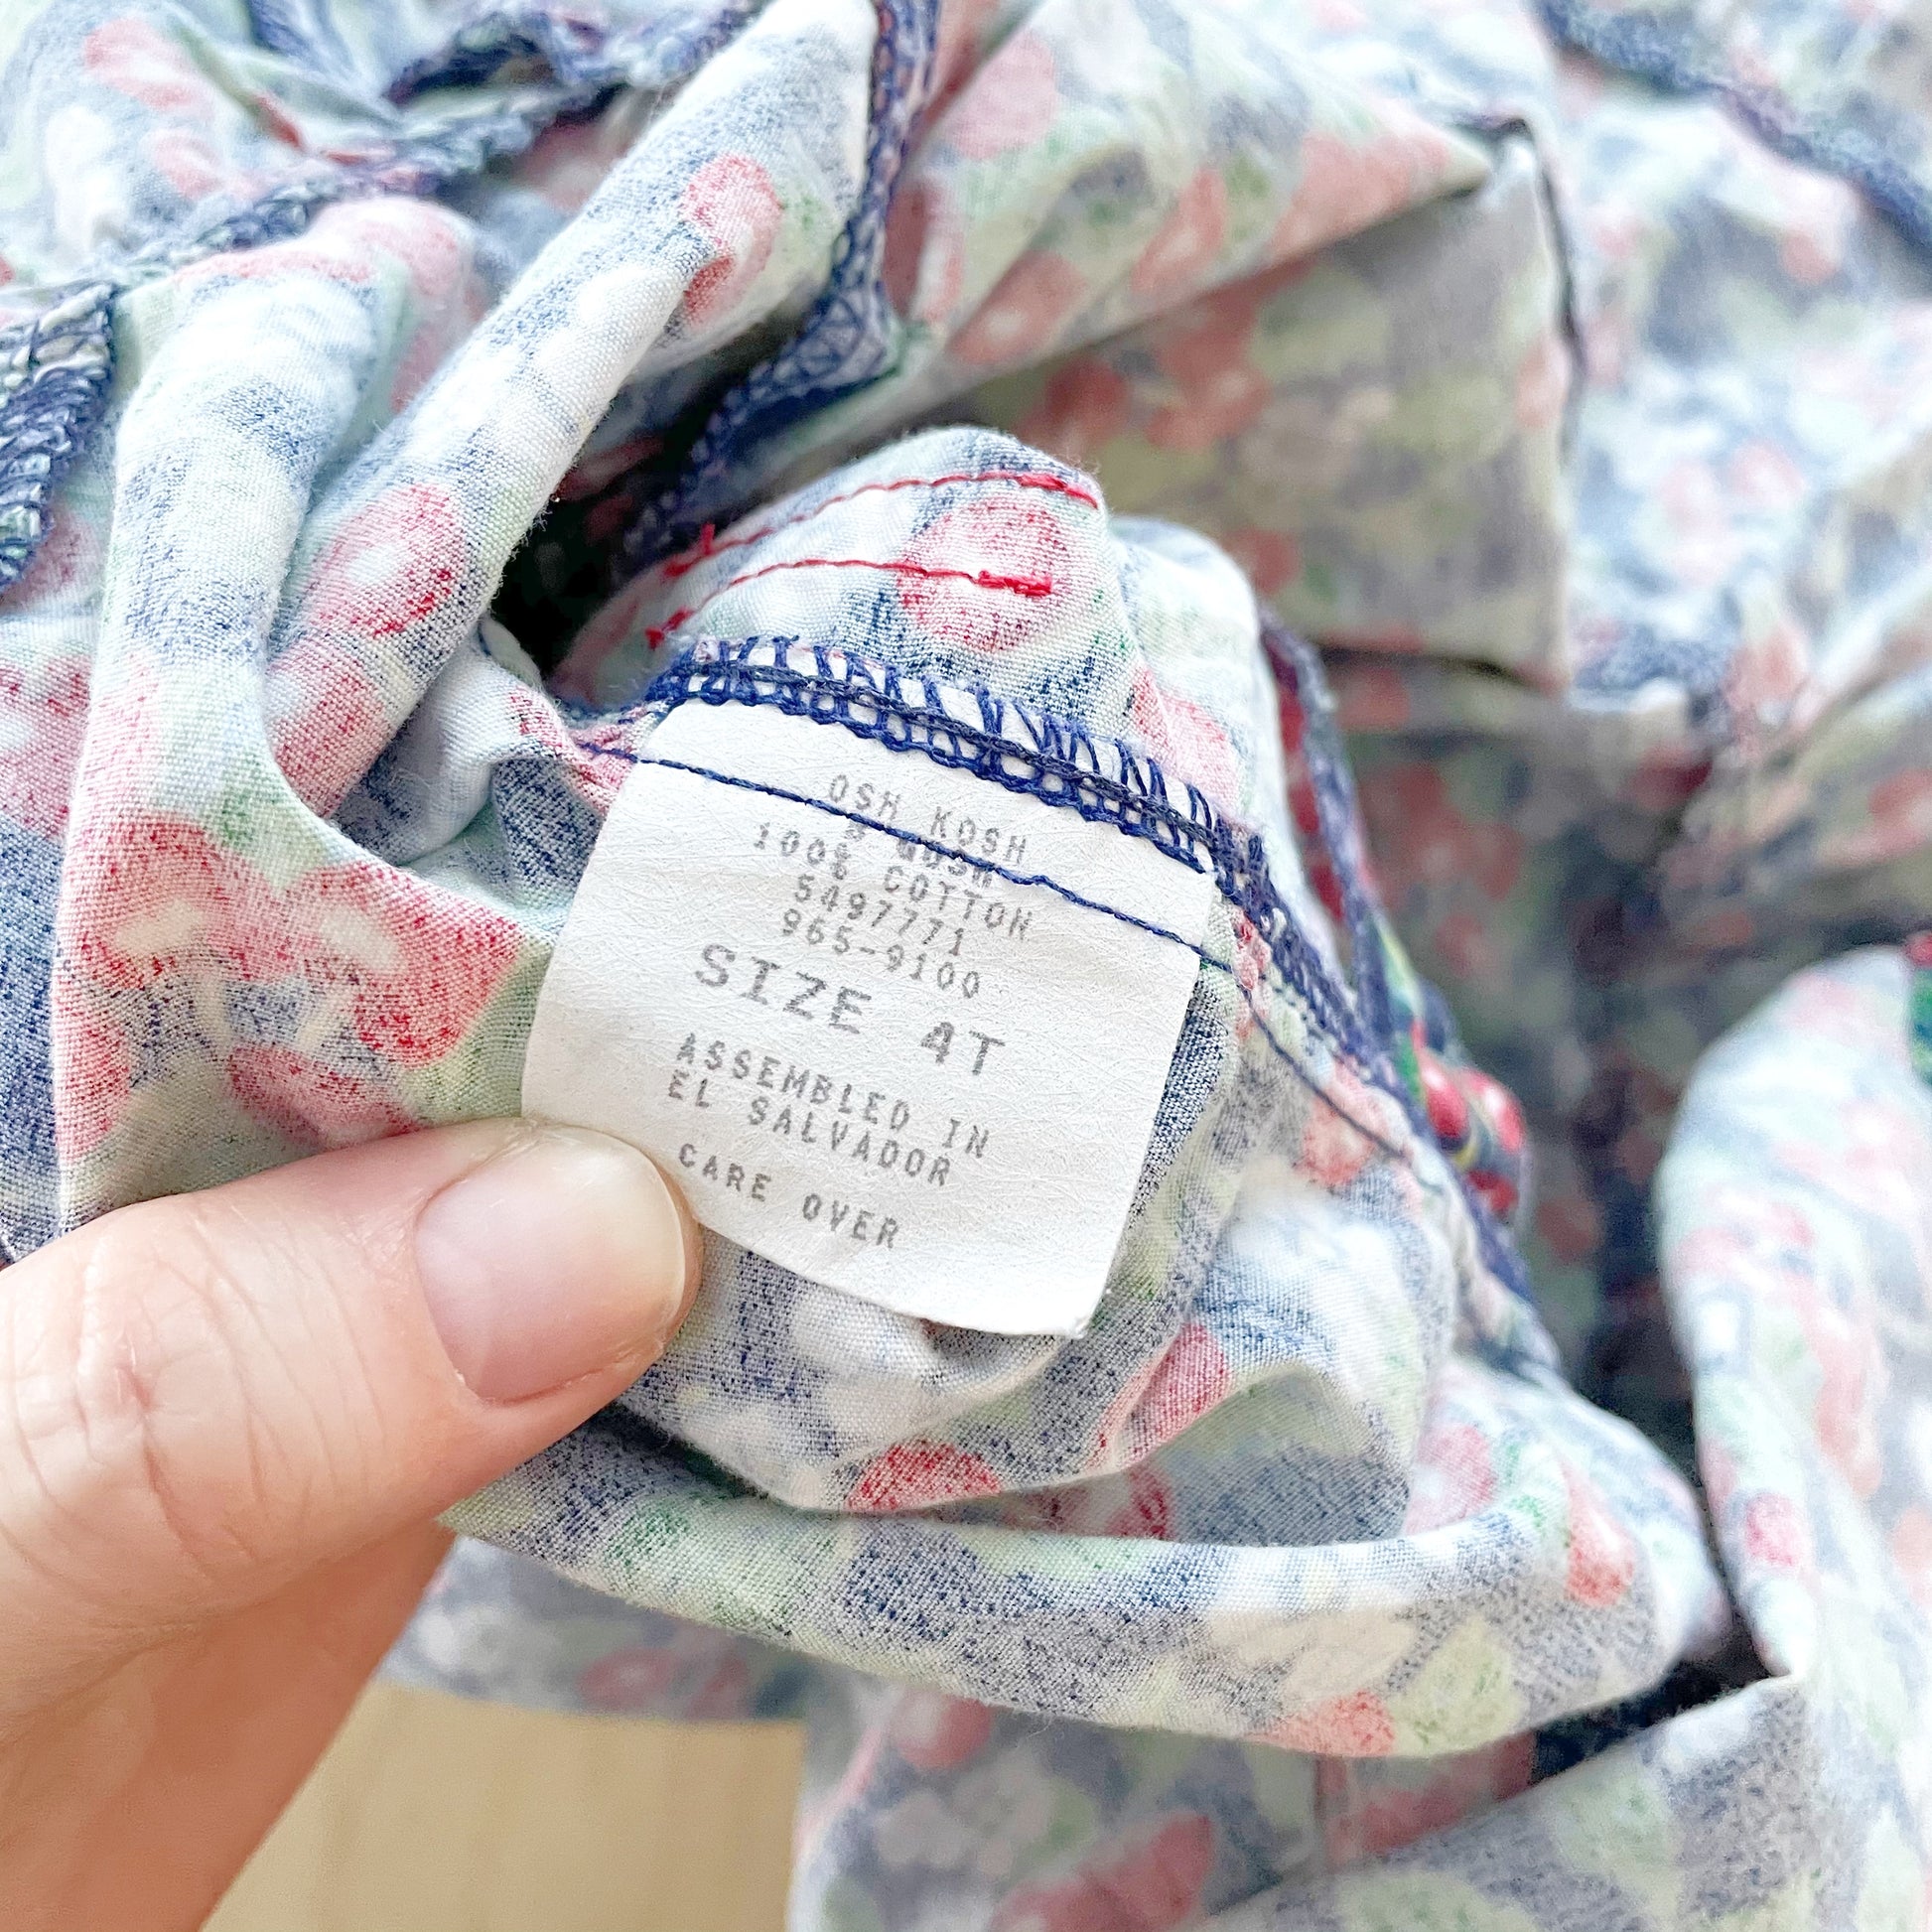 OSH KOSH
B GOSH
100% COTTON
5497771
965-9100
SIZE 4T
ASSEMBLED IN
EL SALVADOR
CARE OVER